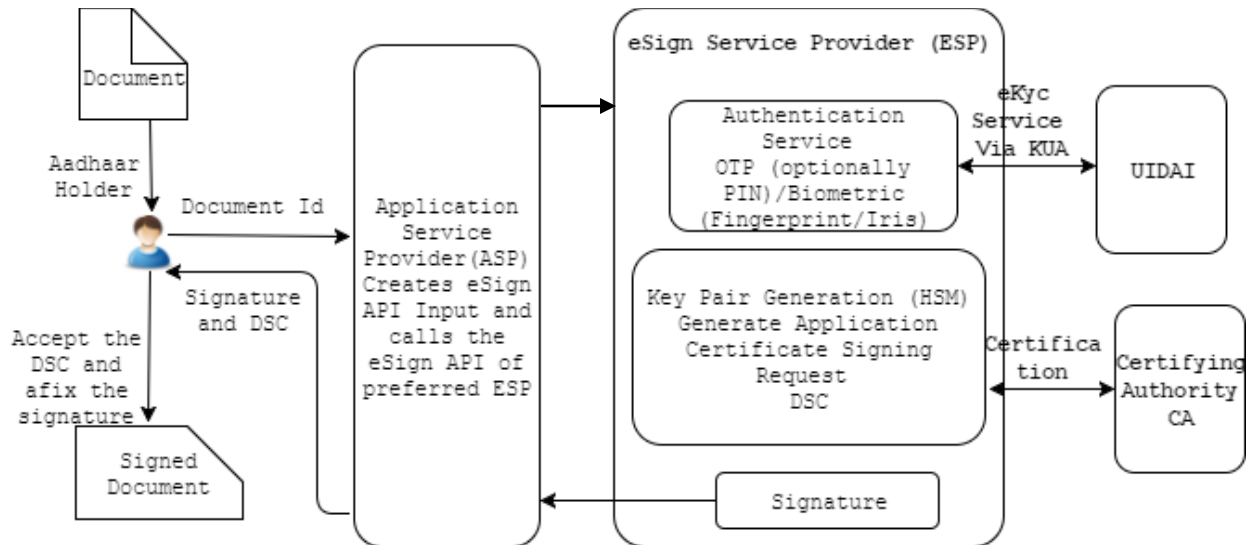 Document
Aadhaar
Holder
Document Id
Signature
and DSC
Accept the
DSC and
afix the
signature
Signed
Document
Application
Service
Provider(ASP)
Creates eSign
API Input and
calls the
eSign API of
preferred ESP
eSign Service Provider (ESP)
Authentication
Service
OTP (optionally
PIN)/Biometric
(Fingerprint/Iris)
Key Pair Generation (HSM)
Generate Application
Certificate Signing
Request
DSC
Signature
eKyc
Service
Via KUA
UIDAI
Certifica
tion
Certifying
Authority
CA